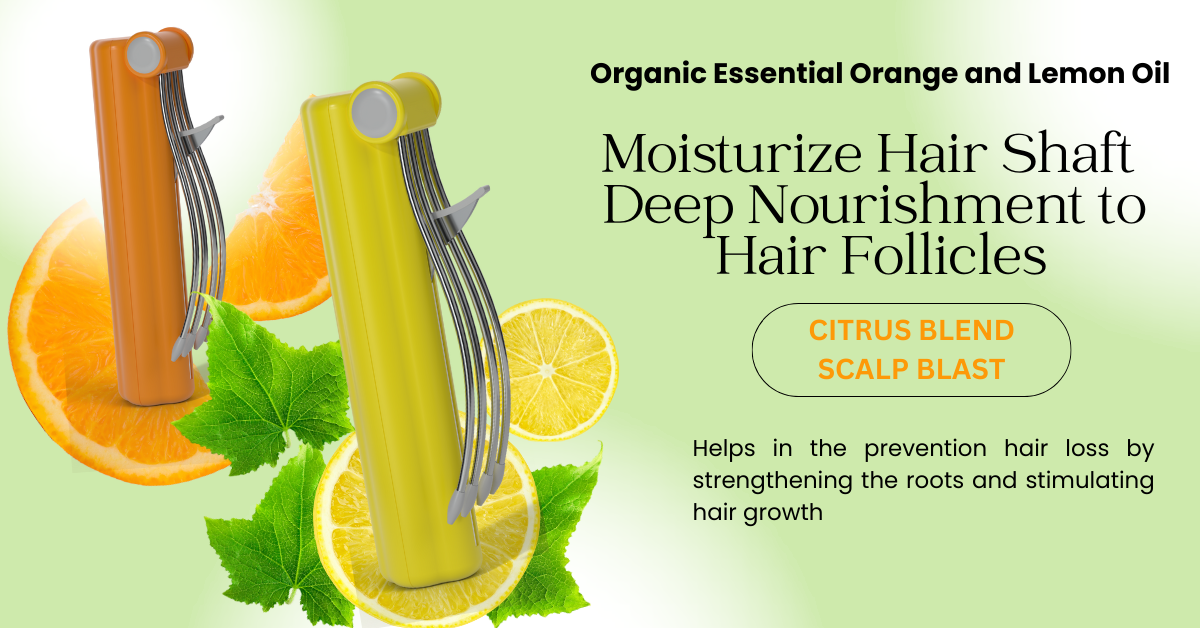 Organic Essential Orange and Lemon Oil
Moisturize Hair Shaft
Deep Nourishment to
Hair Follicles
CITRUS BLEND
SCALP BLAST
Helps in the prevention hair loss by
strengthening the roots and stimulating
hair growth